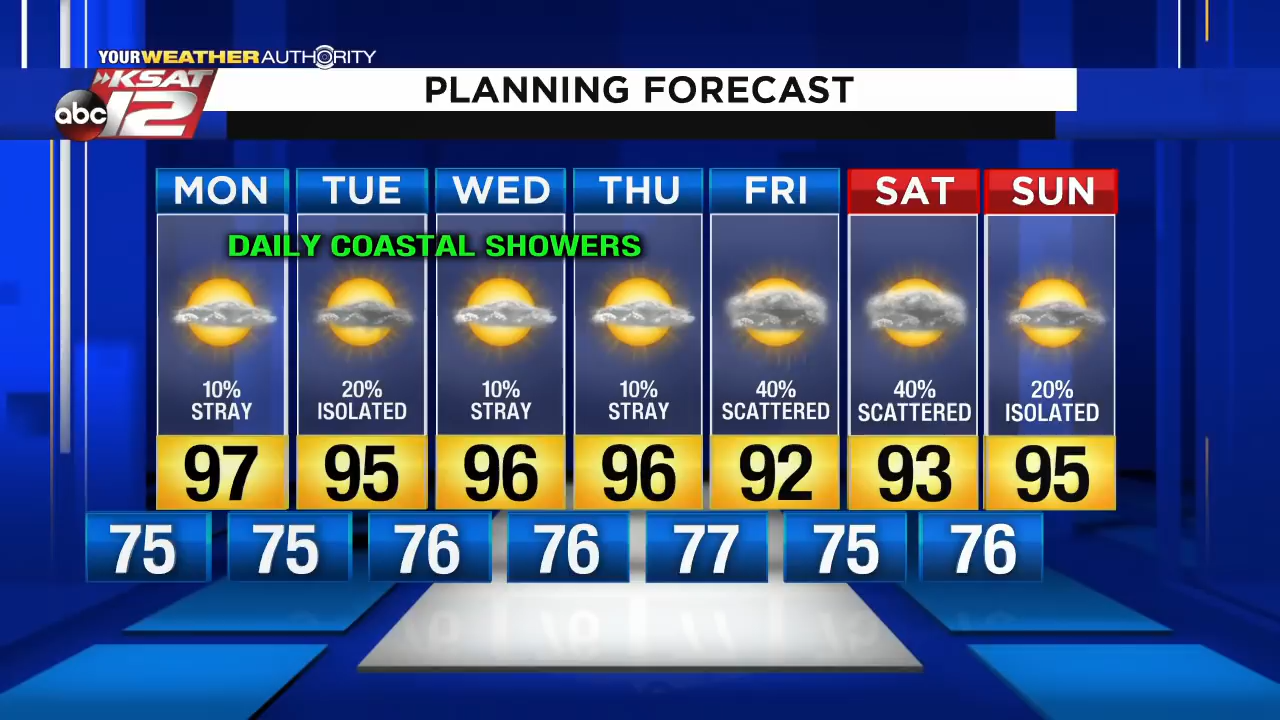 YOUR WEATHER AUTHORITY
KSAT
abc 12
PLANNING FORECAST
MON TUE WED THU FRI SAT SUN
DAILY COASTAL SHOWERS
10% 20% 10% 10% 40% 40% 20%
STRAY ISOLATED STRAY STRAY SCATTERED SCATTERED ISOLATED
97 95 96 96 92 93 95
75 75 76 76 77 75 76